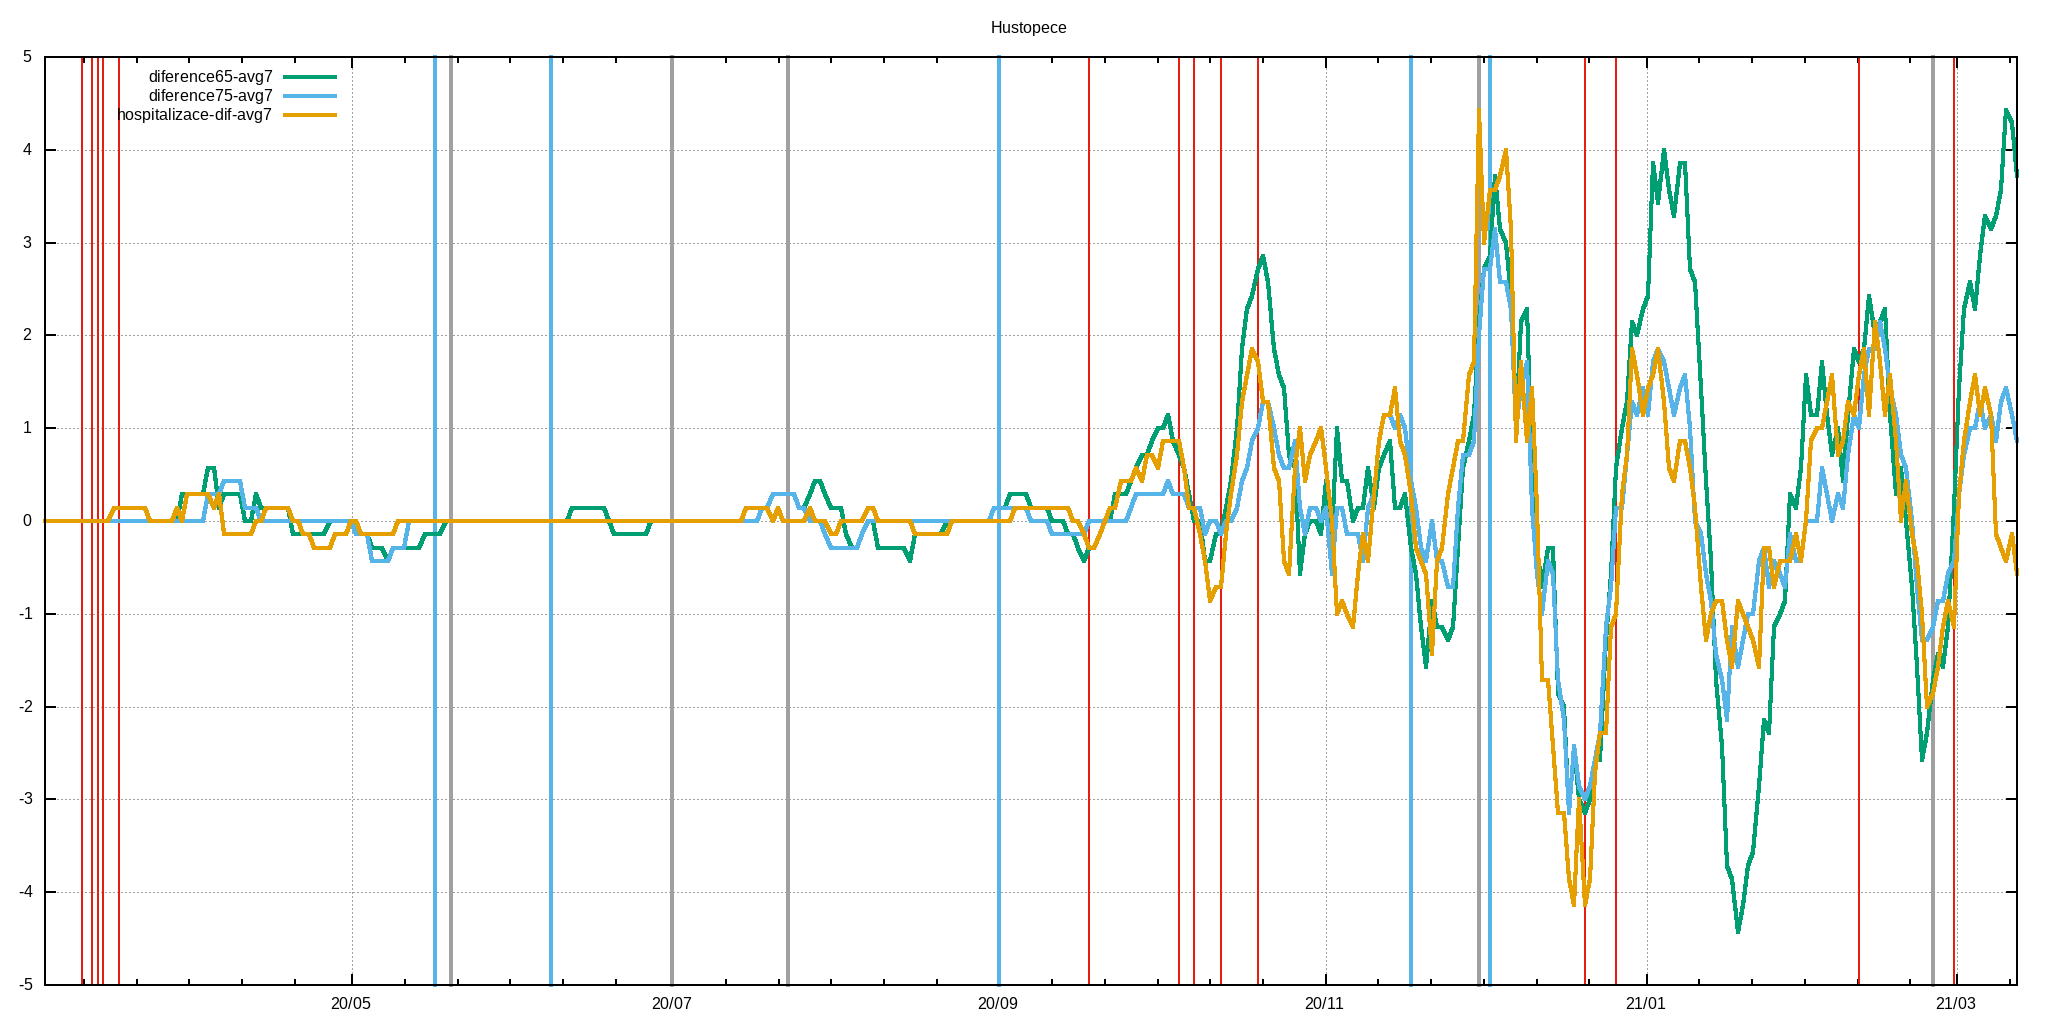 Hustopece
diference65-avg7
diference75-avg7
hospitalizace-dif-avg7
5
4
3
2
1
0
-1
-2
-3
-4
-5
20/05 20/07 20/09 20/11 21/01 21/03